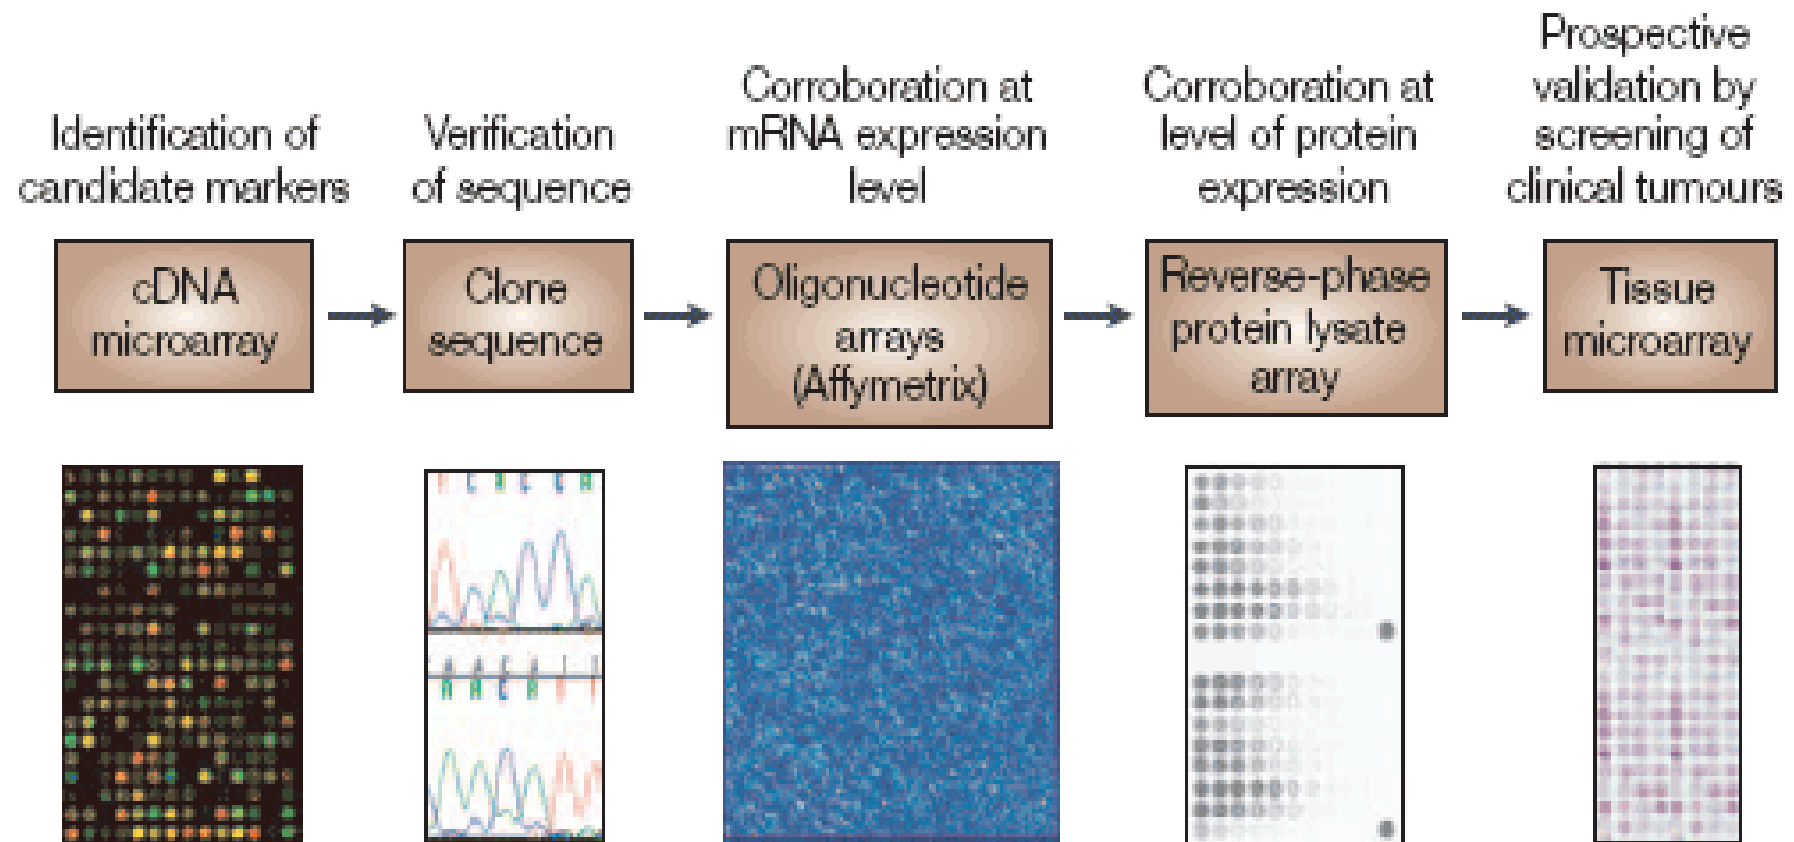 Identification of
candidate markers
Verification
of sequence
Corroboration at
mRNA expression
level
Corroboration at
level of protein
expression
Prospective
validation by
screening of
clinical tumours
cDNA
microarray
Clone
sequence
Oligonucleotide
arrays
(Affymetrix)
Reverse-phase
protein lysate
array
Tissue
microarray